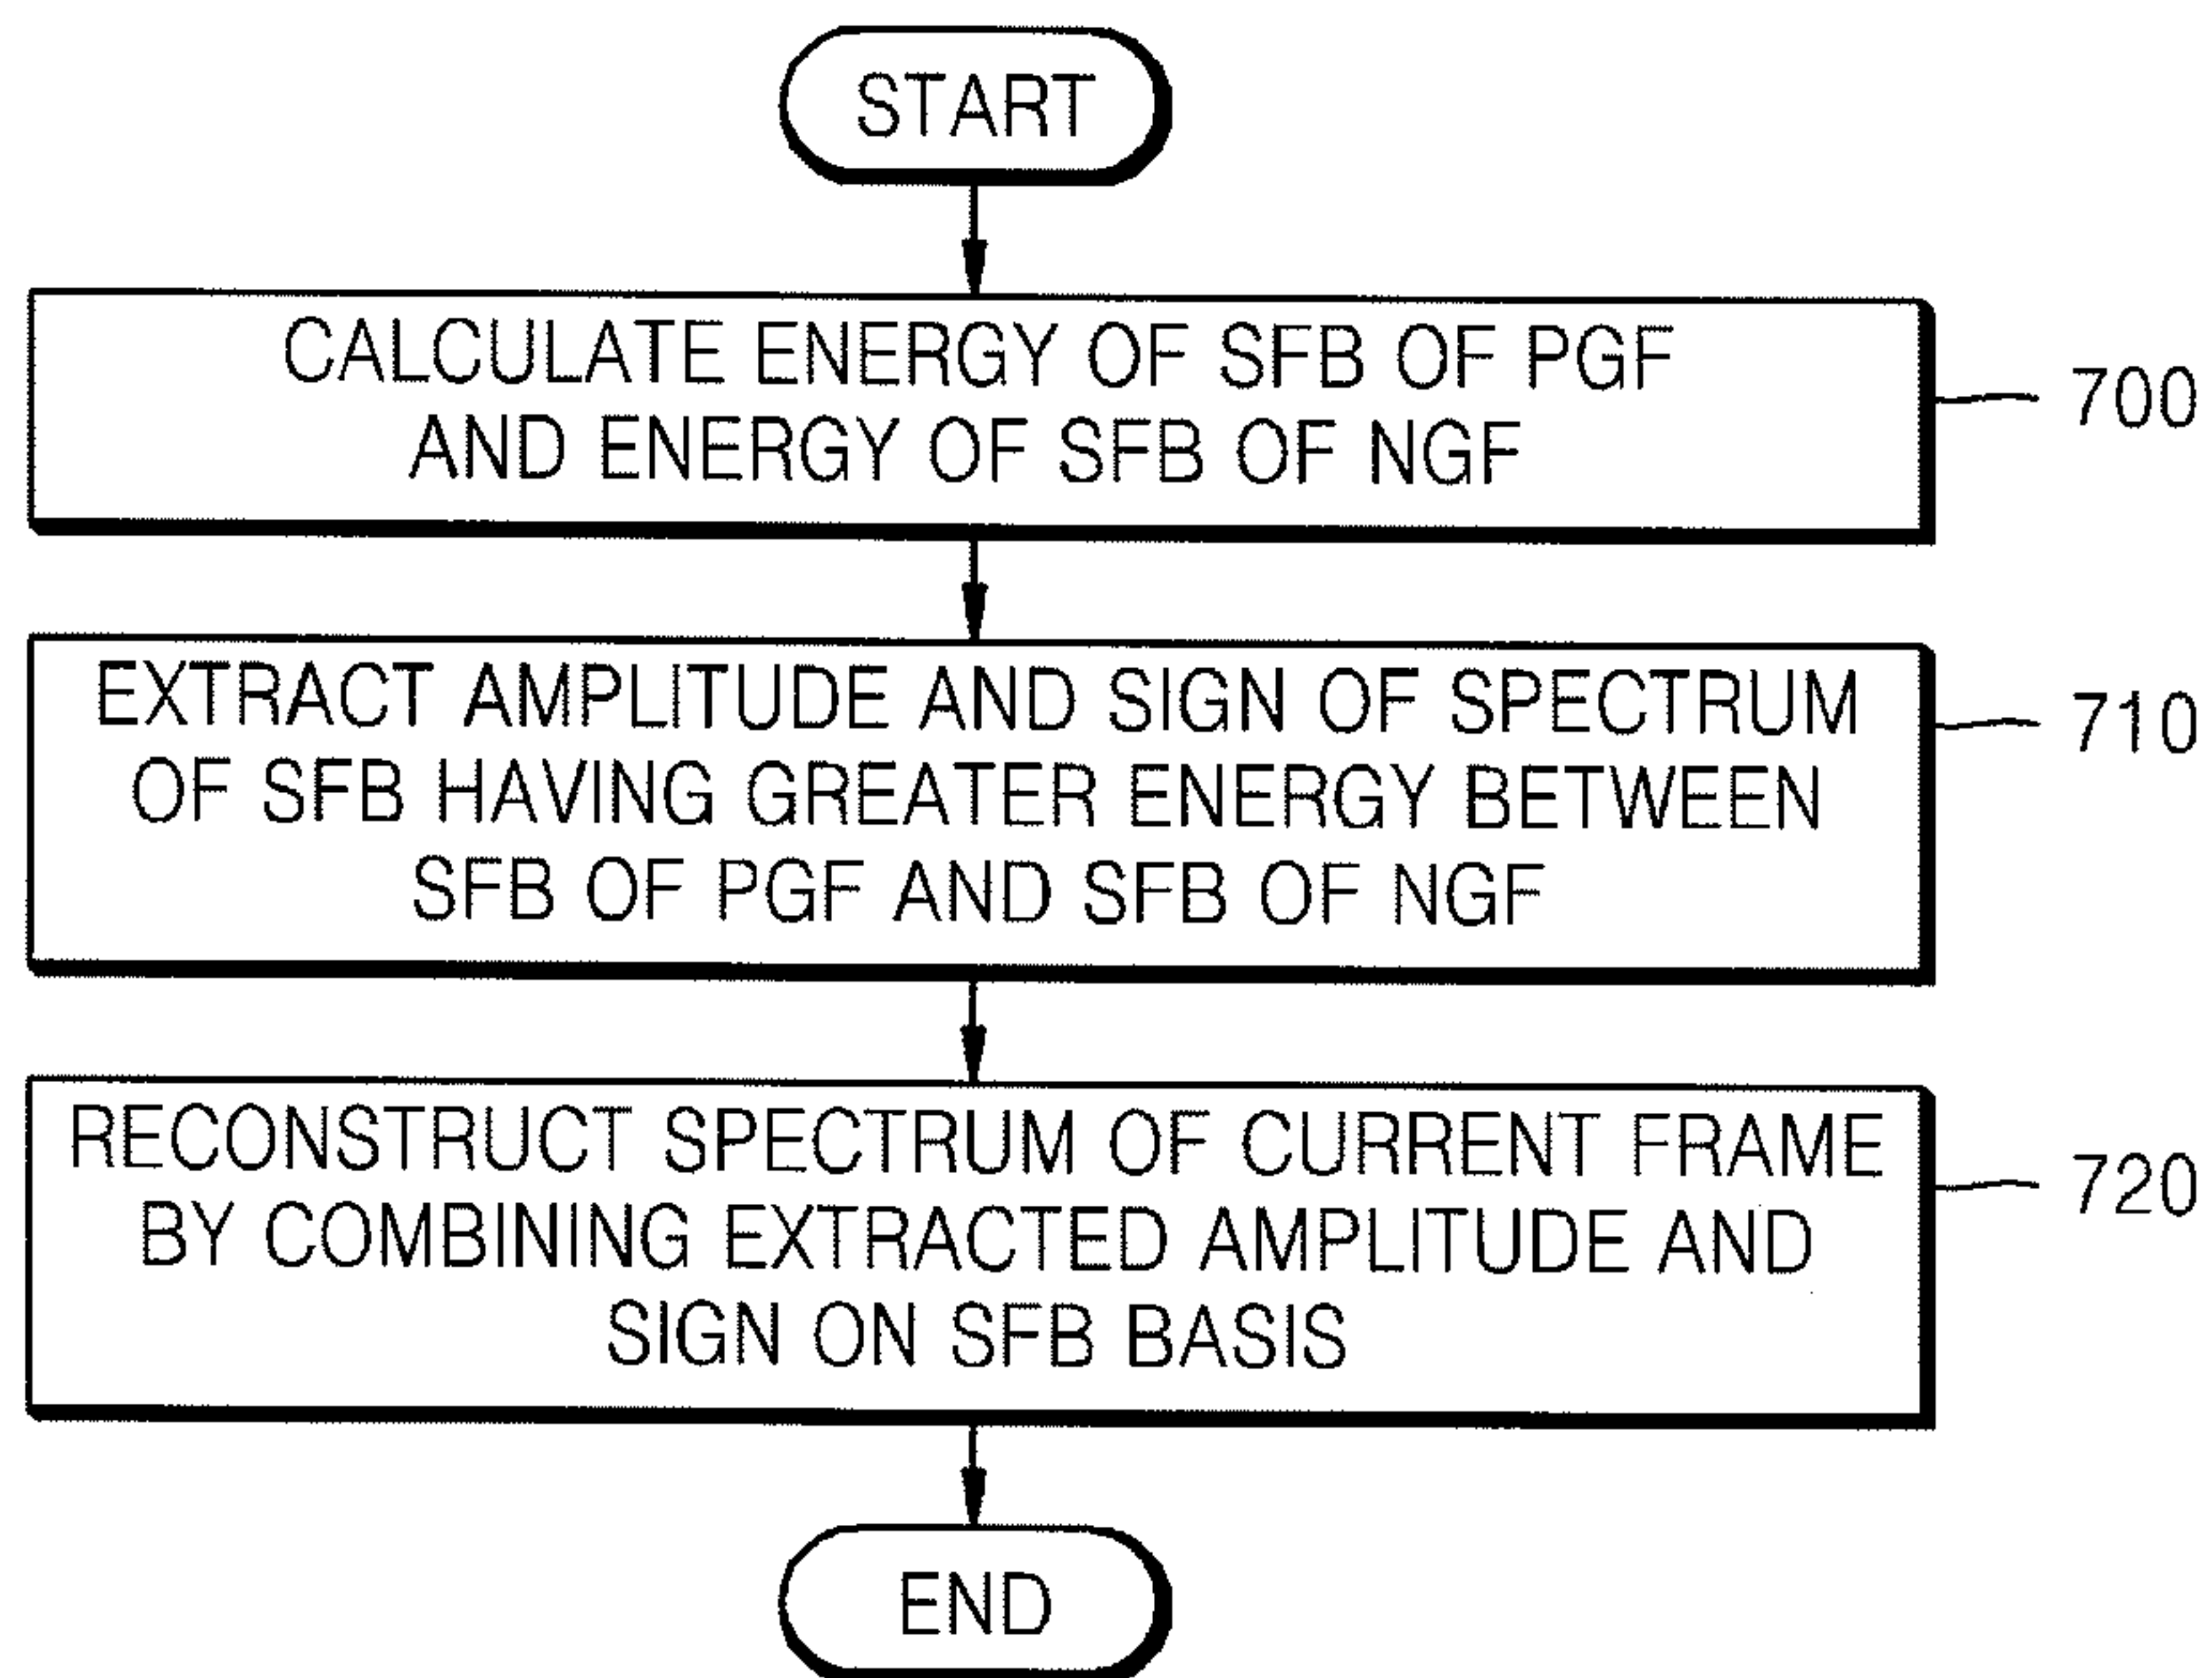 START
CALCULATE ENERGY OF SFB OF PGF
AND ENERGY OF SFB OF NGF
700
EXTRACT AMPLITUDE AND SIGN OF SPECTRUM
OF SFB HAVING GREATER ENERGY BETWEEN
SFB OF PGF AND SFB OF NGF
710
RECONSTRUCT SPECTRUM OF CURRENT FRAME
BY COMBINING EXTRACTED AMPLITUDE AND
SIGN ON SFB BASIS
720
END